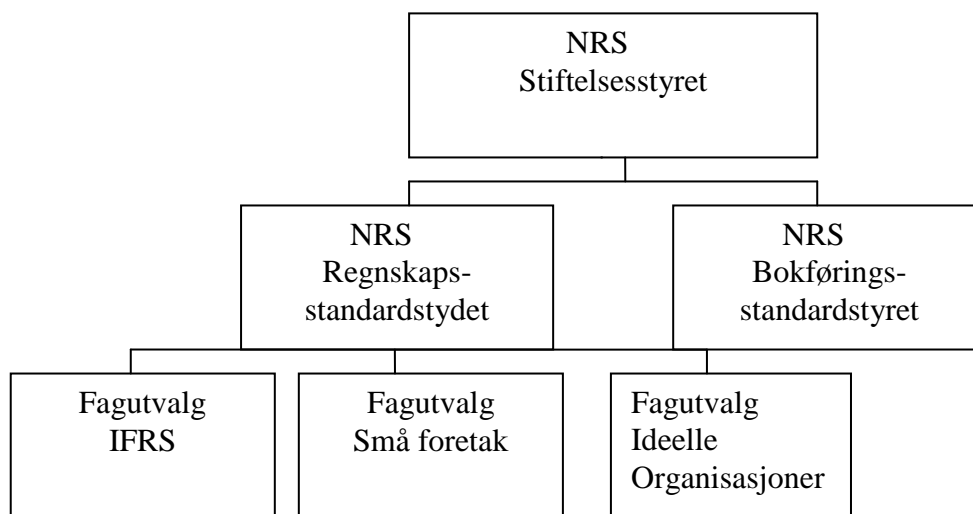 NRS
Stiftelsesstyret
NRS
Regnskaps-
standardstydet
NRS
Bokførings-
standardstyret
Fagutvalg
IFRS
Fagutvalg
Små foretak
Fagutvalg
Ideelle
Organisasjoner